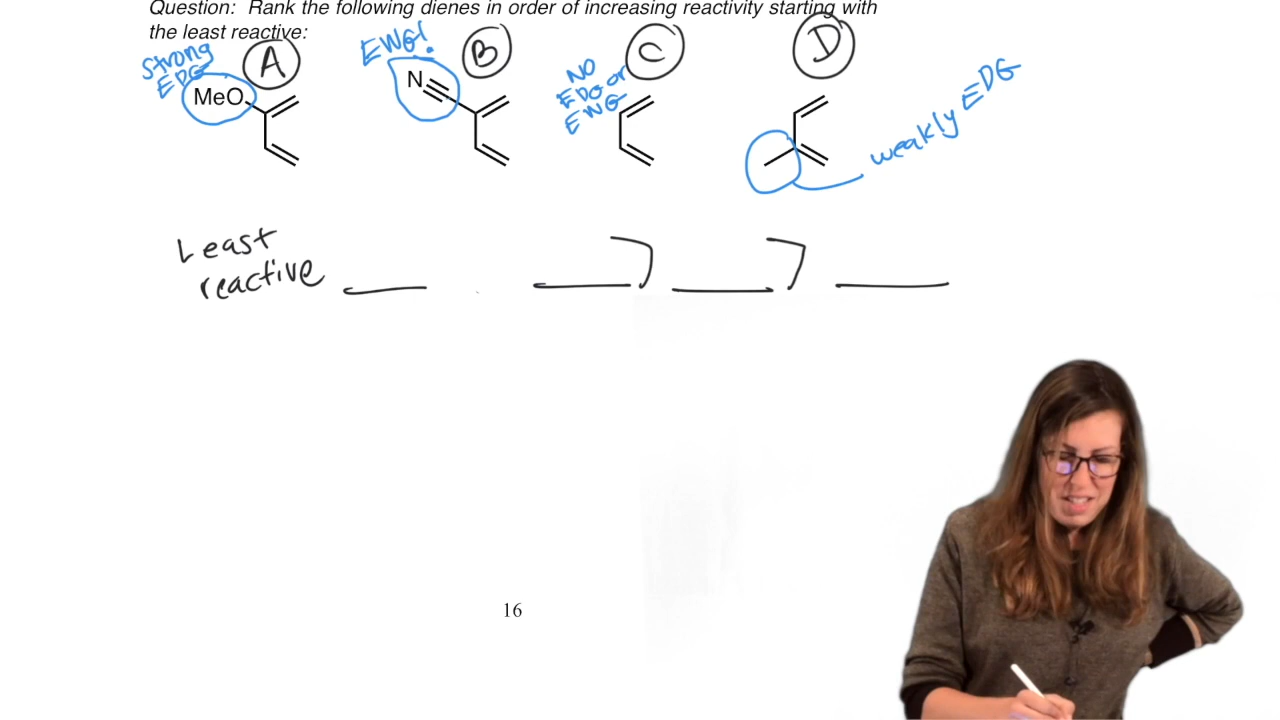 Question: Rank the following dienes in order of increasing reactivity starting with
the least reactive:
Strong
EDG
A
MeO
EWG!
B
N
NO
EDG or
EWG
C
D
weakly EDG
Least
reactive
16